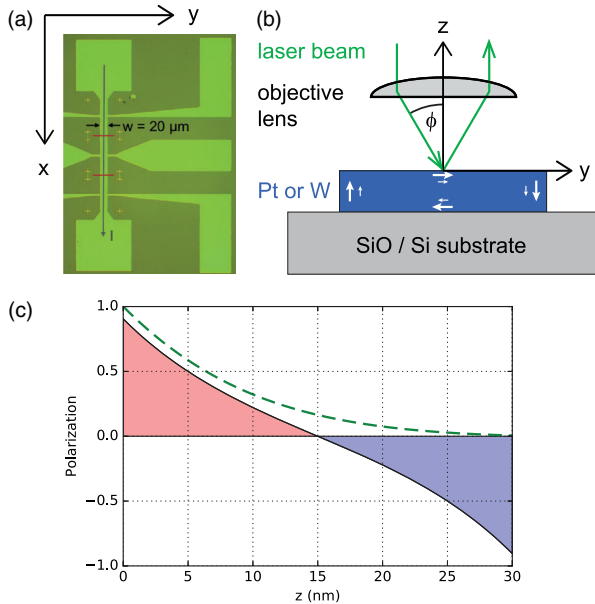 (a)
y
x
w = 20 μm
I
(b)
z
laser beam
objective
lens
ϕ
y
Pt or W
SiO / Si substrate
(c)
1.0
0.5
0.0
−0.5
−1.0
Polarization
0
5
10
15
20
25
30
z (nm)